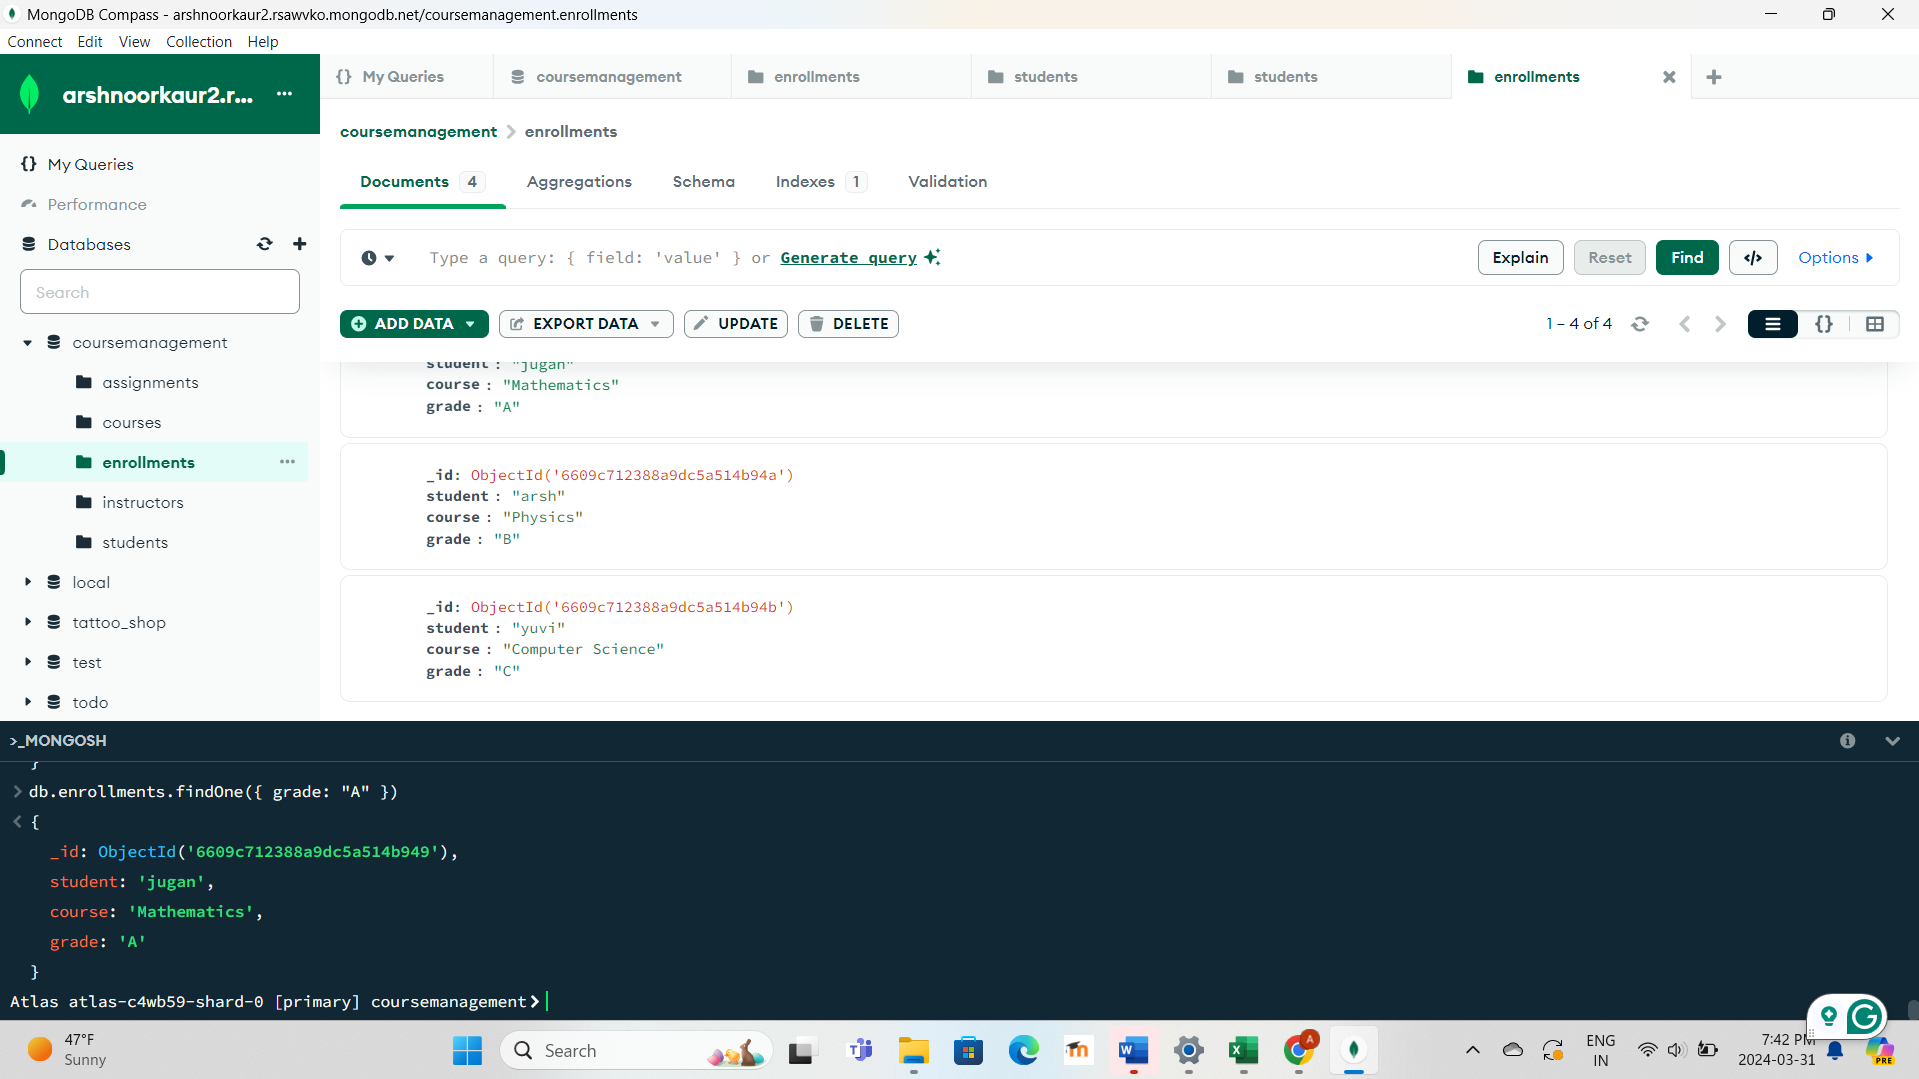 MongoDB Compass - arshnoorkaur2.rsawvko.mongodb.net/coursemanagement.enrollments
Connect Edit View Collection Help
arshnoorkaur2.r... ...
{} My Queries
Performance
Databases
Search
coursemanagement
assignments
courses
enrollments ...
instructors
students
local
tattoo_shop
test
todo
{} My Queries coursemanagement enrollments students students enrollments
coursemanagement > enrollments
Documents 4 Aggregations Schema Indexes 1 Validation
Type a query: { field: 'value' } or Generate query Explain Reset Find </> Options
ADD DATA EXPORT DATA UPDATE DELETE 1 – 4 of 4 {}
student : "jugan"
course : "Mathematics"
grade : "A"
_id: ObjectId('6609c712388a9dc5a514b94a')
student : "arsh"
course : "Physics"
grade : "B"
_id: ObjectId('6609c712388a9dc5a514b94b')
student : "yuvi"
course : "Computer Science"
grade : "C"
>_MONGOSH
}
> db.enrollments.findOne({ grade: "A" })
< {
_id: ObjectId('6609c712388a9dc5a514b949'),
student: 'jugan',
course: 'Mathematics',
grade: 'A'
}
Atlas atlas-c4wb59-shard-0 [primary] coursemanagement>
47°F
Sunny
Search
ENG
IN
7:42 PM
2024-03-31
PRE